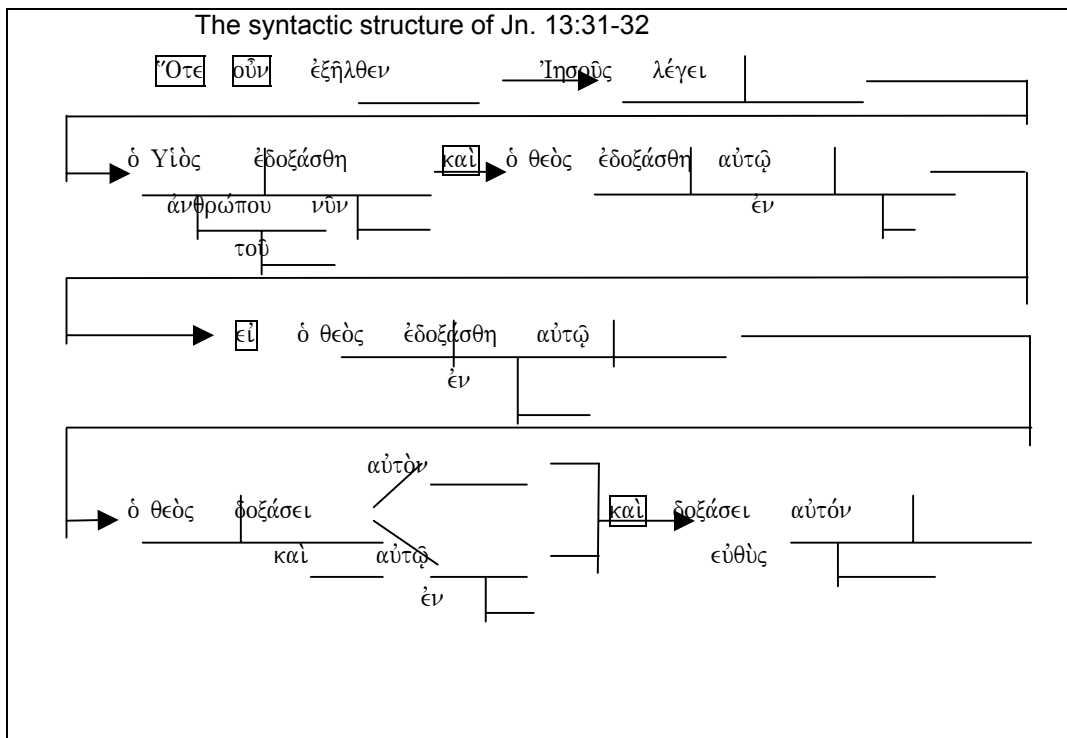 The syntactic structure of Jn. 13:31-32
Ὅτε οὖν ἐξῆλθεν Ἰησοῦς λέγει
ὁ Υἱὸς ἐδοξάσθη καὶ ὁ θεὸς ἐδοξάσθη αὐτῷ
ἀνθρώπου νῦν ἐν
τοῦ
εἰ ὁ θεὸς ἐδοξάσθη αὐτῷ
ἐν
αὐτὸν
ὁ θεὸς δοξάσει καὶ δοξάσει αὐτόν
καὶ αὐτῷ εὐθὺς
ἐν